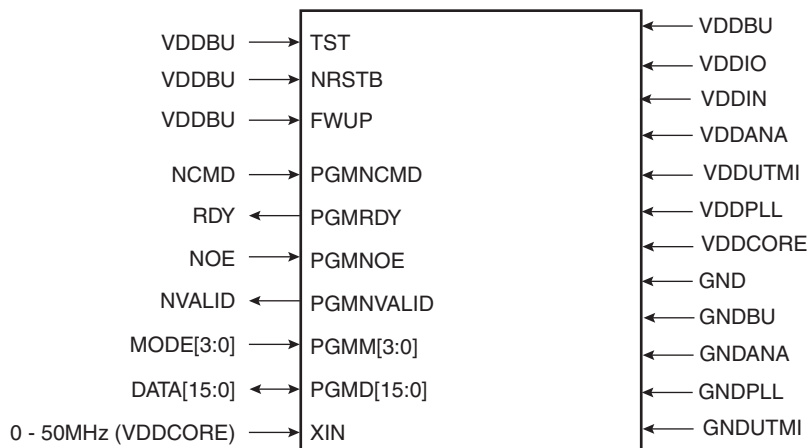 VDDBU TST VDDBU
VDDBU NRSTB VDDIO
VDDIN
VDDBU FWUP VDDANA
NCMD PGMNCMD VDDUTMI
RDY PGMRDY VDDPLL
VDDCORE
NOE PGMNOE GND
NVALID PGMNVALID GNDBU
MODE[3:0] PGMM[3:0] GNDANA
DATA[15:0] PGMD[15:0] GNDPLL
0 - 50MHz (VDDCORE) XIN GNDUTMI